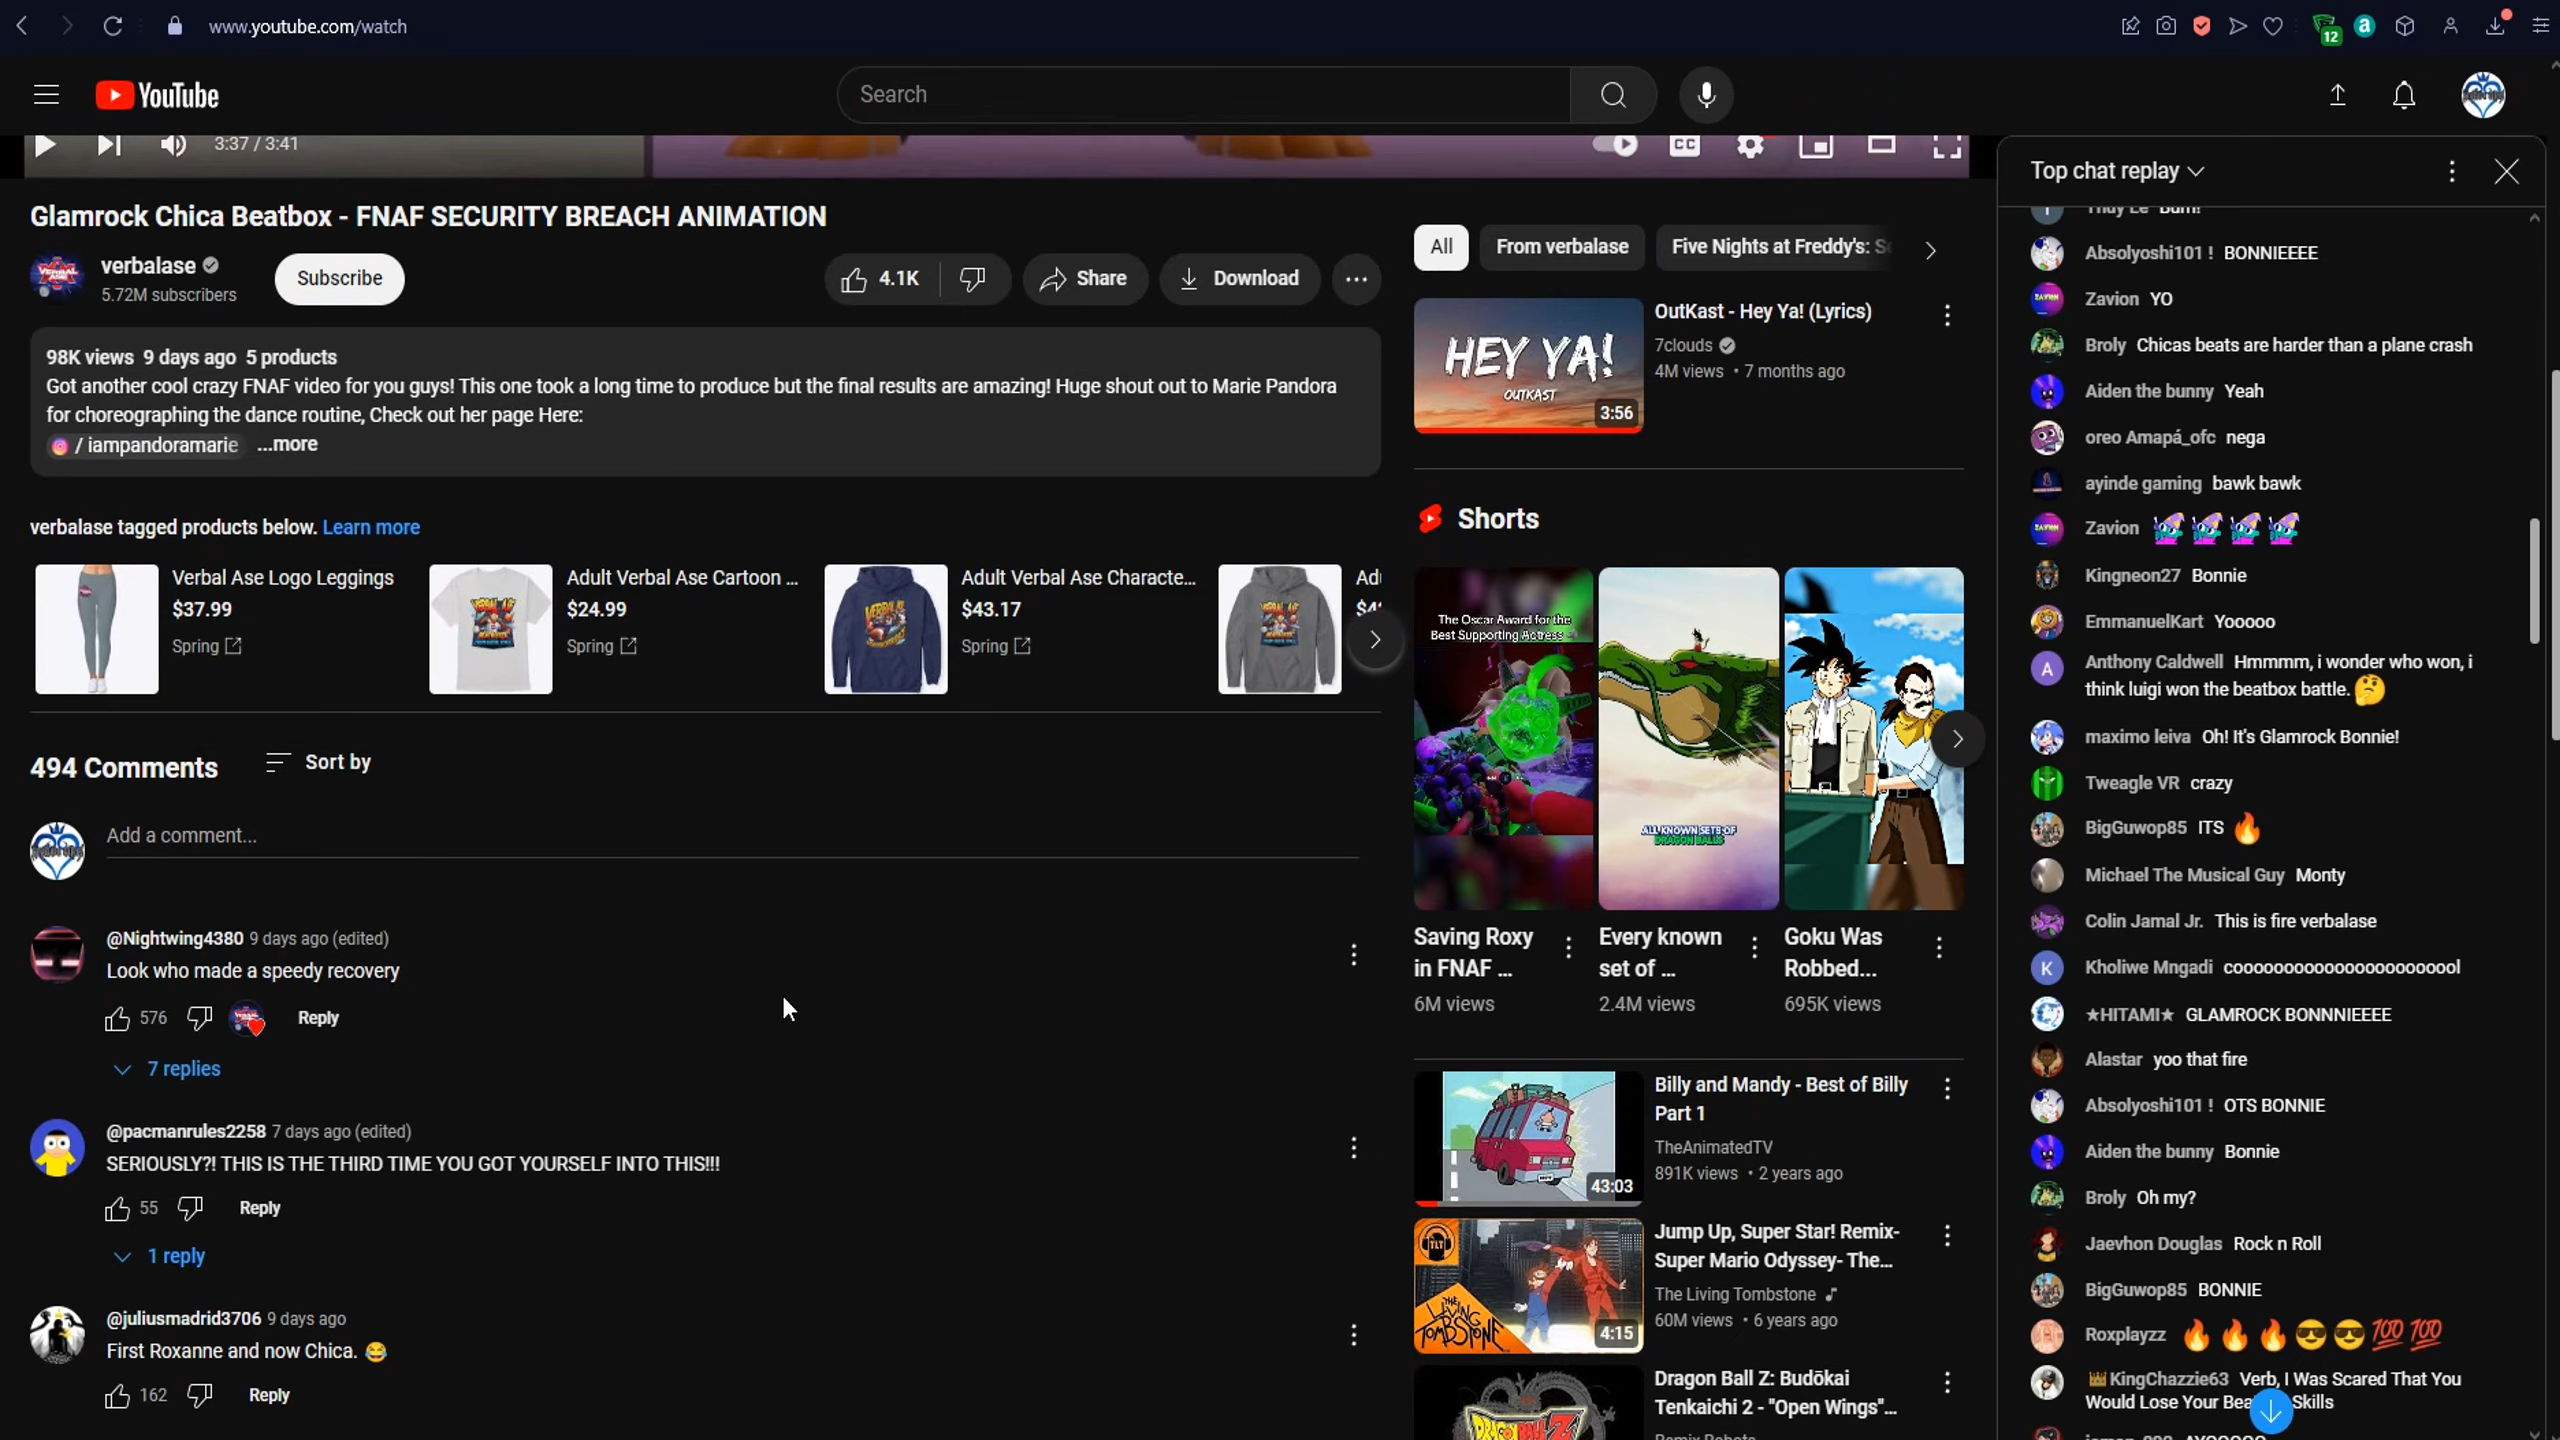 www.youtube.com/watch
12
a
YouTube
Search
3:37 / 3:41
CC
Glamrock Chica Beatbox - FNAF SECURITY BREACH ANIMATION
verbalase
5.72M subscribers
Subscribe
4.1K
Share
Download
98K views 9 days ago 5 products
Got another cool crazy FNAF video for you guys! This one took a long time to produce but the final results are amazing! Huge shout out to Marie Pandora
for choreographing the dance routine, Check out her page Here:
/ iampandoramarie ...more
verbalase tagged products below. Learn more
Verbal Ase Logo Leggings
$37.99
Spring
Adult Verbal Ase Cartoon ...
$24.99
Spring
Adult Verbal Ase Characte...
$43.17
Spring
494 Comments
Sort by
Add a comment...
@Nightwing4380 9 days ago (edited)
Look who made a speedy recovery
576
Reply
7 replies
@pacmanrules2258 7 days ago (edited)
SERIOUSLY?! THIS IS THE THIRD TIME YOU GOT YOURSELF INTO THIS!!!
55
Reply
1 reply
@juliusmadrid3706 9 days ago
First Roxanne and now Chica. 😂
162
Reply
All
From verbalase
Five Nights at Freddy's: Se
HEY YA!
OUTKAST
3:56
OutKast - Hey Ya! (Lyrics)
7clouds
4M views • 7 months ago
Shorts
The Oscar Award for the
Best Supporting Actress
ALL KNOWN SETS OF
DRAGON BALLS
Saving Roxy
in FNAF ...
6M views
Every known
set of ...
2.4M views
Goku Was
Robbed...
695K views
43:03
Billy and Mandy - Best of Billy
Part 1
TheAnimatedTV
891K views • 2 years ago
TLT
THE LIVING TOMBSTONE
4:15
Jump Up, Super Star! Remix-
Super Mario Odyssey- The...
The Living Tombstone
60M views • 6 years ago
DRAGON BALL Z
Dragon Ball Z: Budōkai
Tenkaichi 2 - "Open Wings"...
Top chat replay
Thuy Le Bum!
Absolyoshi101 ! BONNIEEEE
Zavion YO
Broly Chicas beats are harder than a plane crash
Aiden the bunny Yeah
oreo Amapá_ofc nega
ayinde gaming bawk bawk
Zavion
Kingneon27 Bonnie
EmmanuelKart Yooooo
Anthony Caldwell Hmmmm, i wonder who won, i
think luigi won the beatbox battle. 🤔
maximo leiva Oh! It's Glamrock Bonnie!
Tweagle VR crazy
BigGuwop85 ITS 🔥
Michael The Musical Guy Monty
Colin Jamal Jr. This is fire verbalase
Kholiwe Mngadi cooooooooooooooooooooool
★HITAMI★ GLAMROCK BONNNIEEEE
Alastar yoo that fire
Absolyoshi101 ! OTS BONNIE
Aiden the bunny Bonnie
Broly Oh my?
Jaevhon Douglas Rock n Roll
BigGuwop85 BONNIE
Roxplayzz 🔥🔥🔥😎😎💯💯
👑KingChazzie63 Verb, I Was Scared That You
Would Lose Your Bea Skills